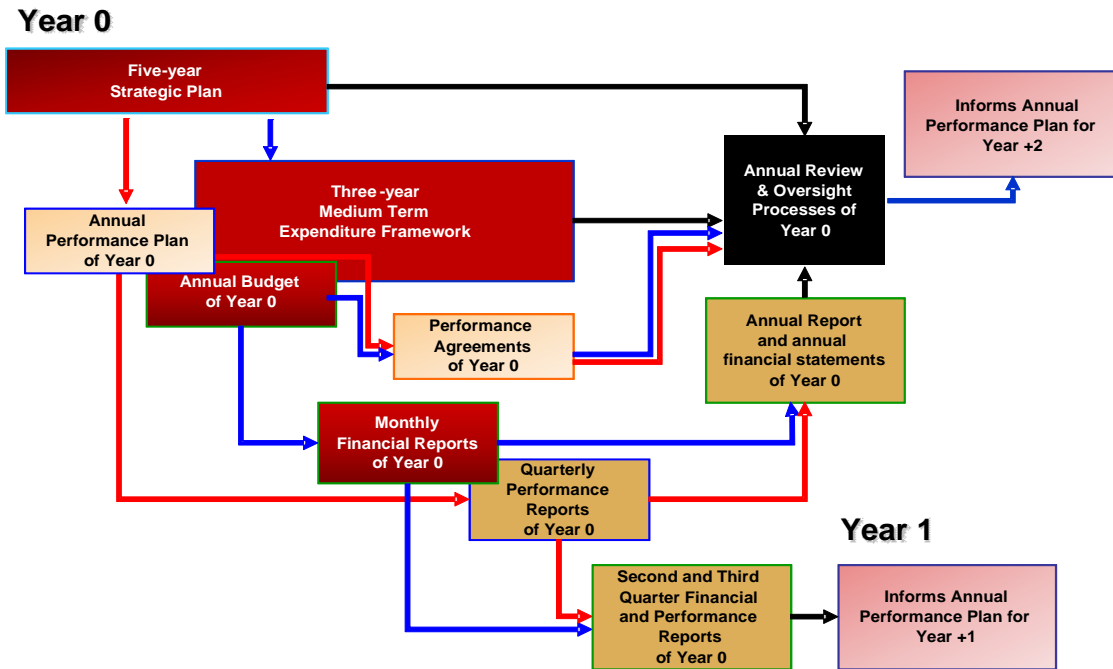 Year 0
Five-year
Strategic Plan
Informs Annual
Performance Plan for
Year +2
Three-year
Medium Term
Expenditure Framework
Annual Review
& Oversight
Processes of
Year 0
Annual
Performance Plan
of Year 0
Annual Budget
of Year 0
Performance
Agreements
of Year 0
Annual Report
and annual
financial statements
of Year 0
Monthly
Financial Reports
of Year 0
Quarterly
Performance
Reports
of Year 0
Year 1
Second and Third
Quarter Financial
and Performance
Reports
of Year 0
Informs Annual
Performance Plan for
Year +1